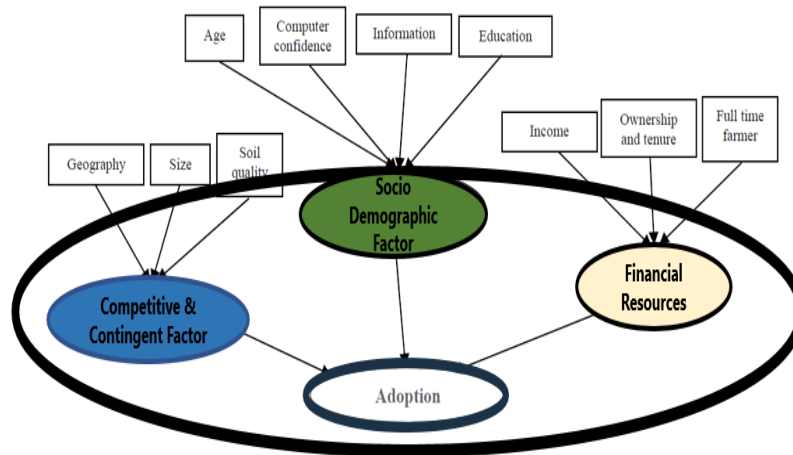 Age
Computer
confidence
Information
Education
Income
Ownership
and tenure
Full time
farmer
Geography
Size
Soil
quality
Socio
Demographic
Factor
Competitive &
Contingent Factor
Financial
Resources
Adoption